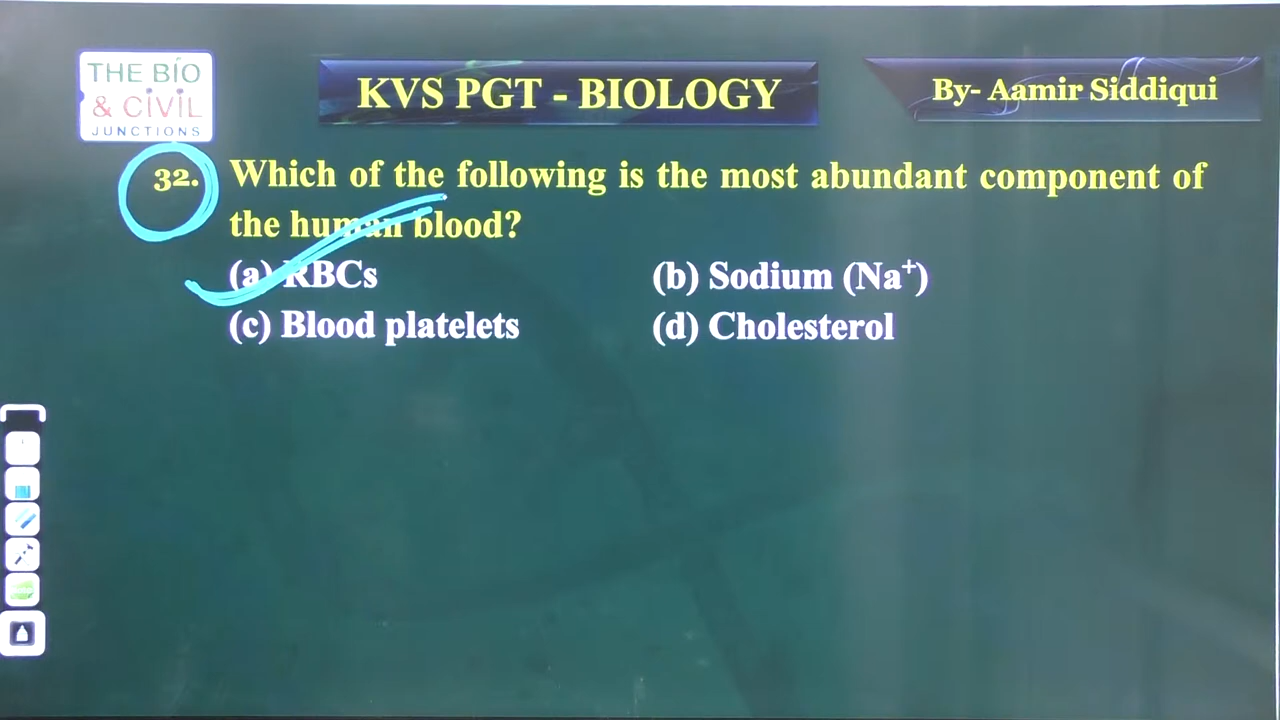 THE BIO
& CIVIL
JUNCTIONS
KVS PGT - BIOLOGY
By- Aamir Siddiqui
32. Which of the following is the most abundant component of
the human blood?
(a) RBCs
(b) Sodium (Na⁺)
(c) Blood platelets
(d) Cholesterol